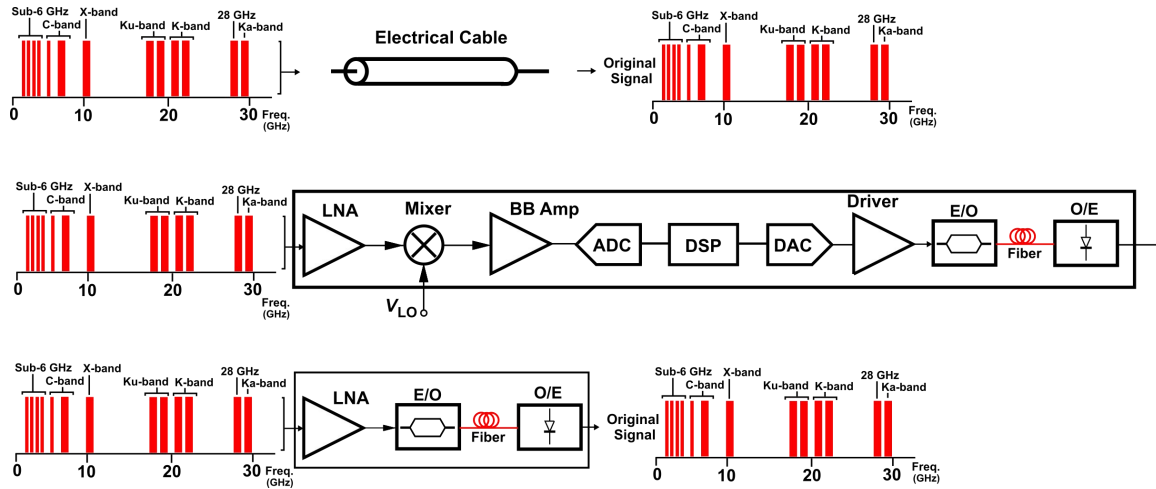 Sub-6 GHz X-band 28 GHz
C-band Ku-band K-band Ka-band
0 10 20 30 Freq.
(GHz)
Electrical Cable
Original
Signal
Sub-6 GHz X-band 28 GHz
C-band Ku-band K-band Ka-band
0 10 20 30 Freq.
(GHz)
Sub-6 GHz X-band 28 GHz
C-band Ku-band K-band Ka-band
0 10 20 30 Freq.
(GHz)
LNA Mixer BB Amp Driver E/O O/E
ADC DSP DAC Fiber
VLO
Sub-6 GHz X-band 28 GHz
C-band Ku-band K-band Ka-band
0 10 20 30 Freq.
(GHz)
LNA E/O O/E
Fiber
Original
Signal
Sub-6 GHz X-band 28 GHz
C-band Ku-band K-band Ka-band
0 10 20 30 Freq.
(GHz)